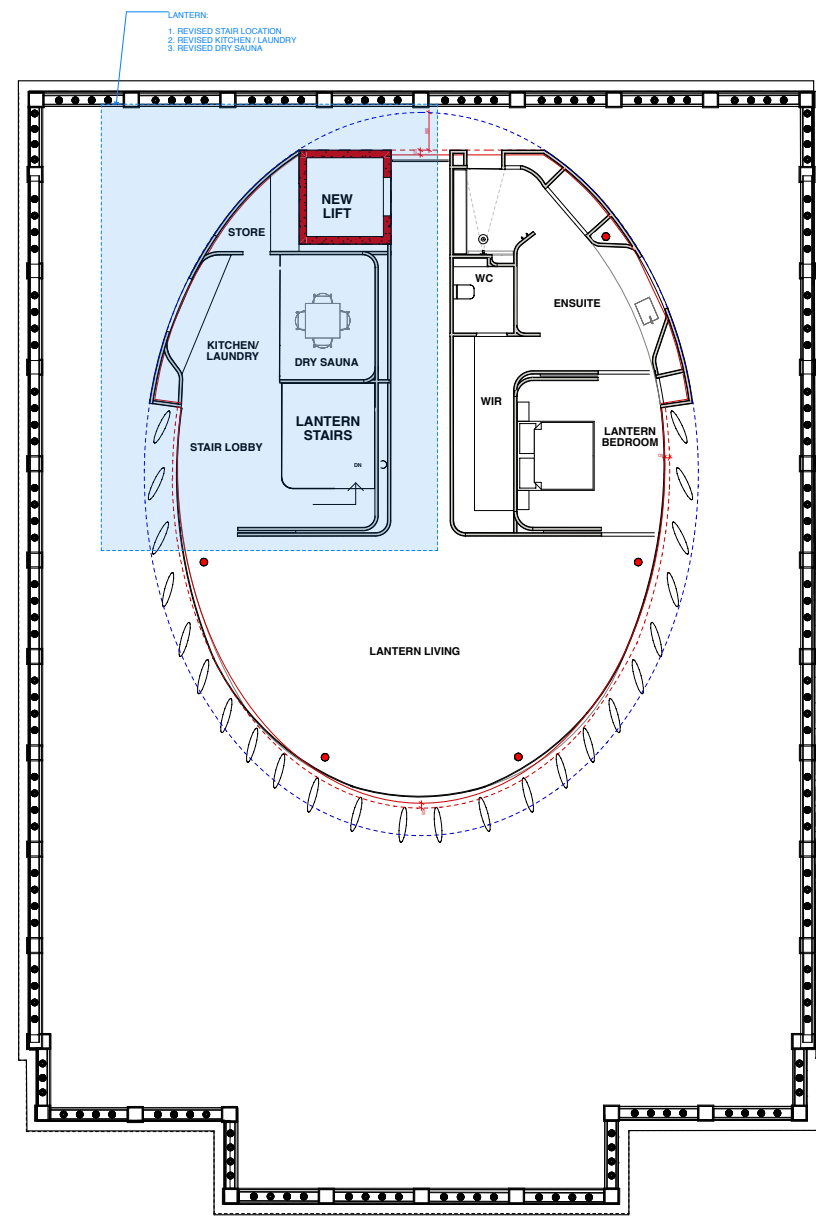 LANTERN:
1. REVISED STAIR LOCATION
2. REVISED KITCHEN / LAUNDRY
3. REVISED DRY SAUNA
NEW
LIFT
STORE
WC
ENSUITE
KITCHEN/
LAUNDRY
DRY SAUNA
WIR
LANTERN
STAIRS
LANTERN
BEDROOM
STAIR LOBBY
DN
LANTERN LIVING